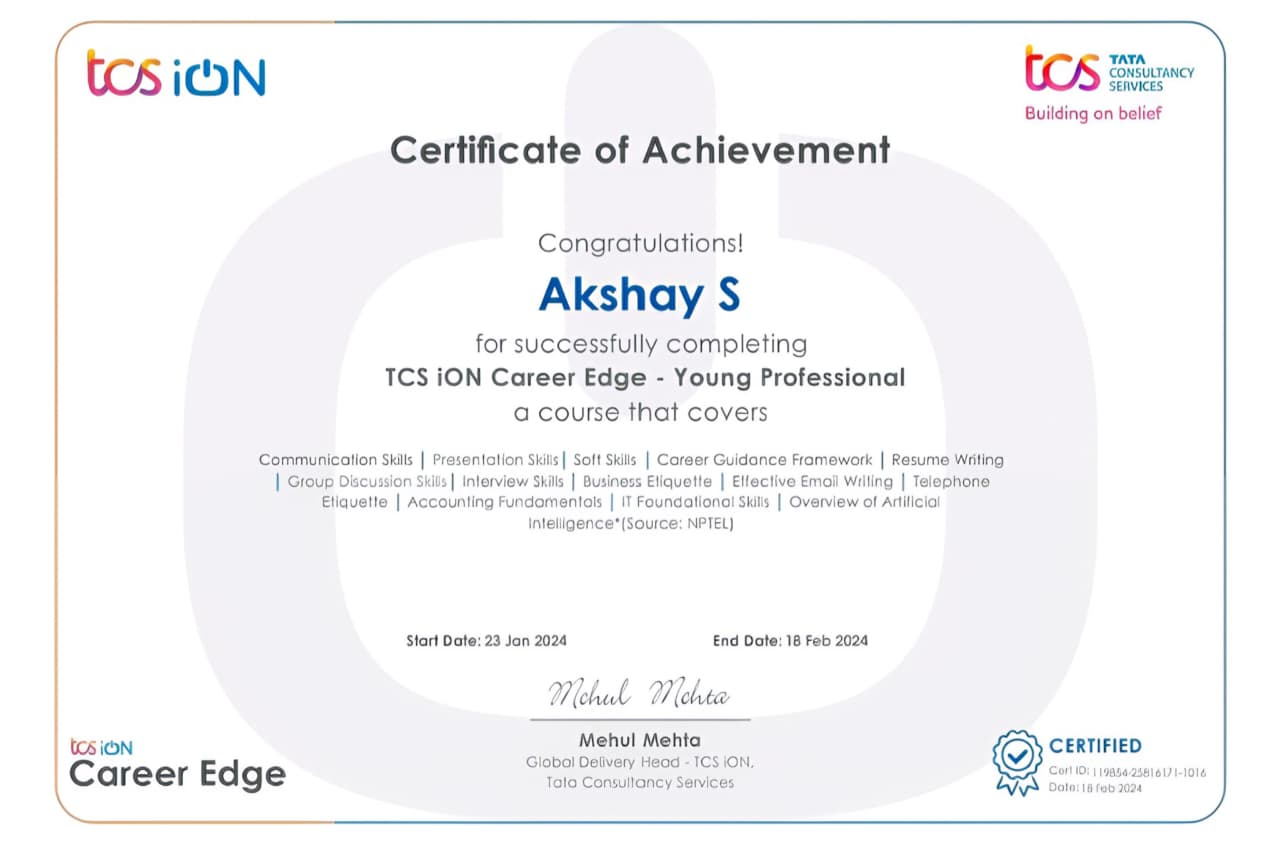 tcs iON
tcs TATA
CONSULTANCY
SERVICES
Building on belief
Certificate of Achievement
Congratulations!
Akshay S
for successfully completing
TCS iON Career Edge - Young Professional
a course that covers
Communication Skills | Presentation Skills | Soft Skills | Career Guidance Framework | Resume Writing
| Group Discussion Skills | Interview Skills | Business Etiquette | Effective Email Writing | Telephone
Etiquette | Accounting Fundamentals | IT Foundational Skills | Overview of Artificial
Intelligence*(Source: NPTEL)
Start Date: 23 Jan 2024 End Date: 18 Feb 2024
Mehul Mehta
Mehul Mehta
Global Delivery Head - TCS iON,
Tata Consultancy Services
tcs iON
Career Edge
CERTIFIED
Cert ID: 119854-25816171-1016
Date: 18 Feb 2024